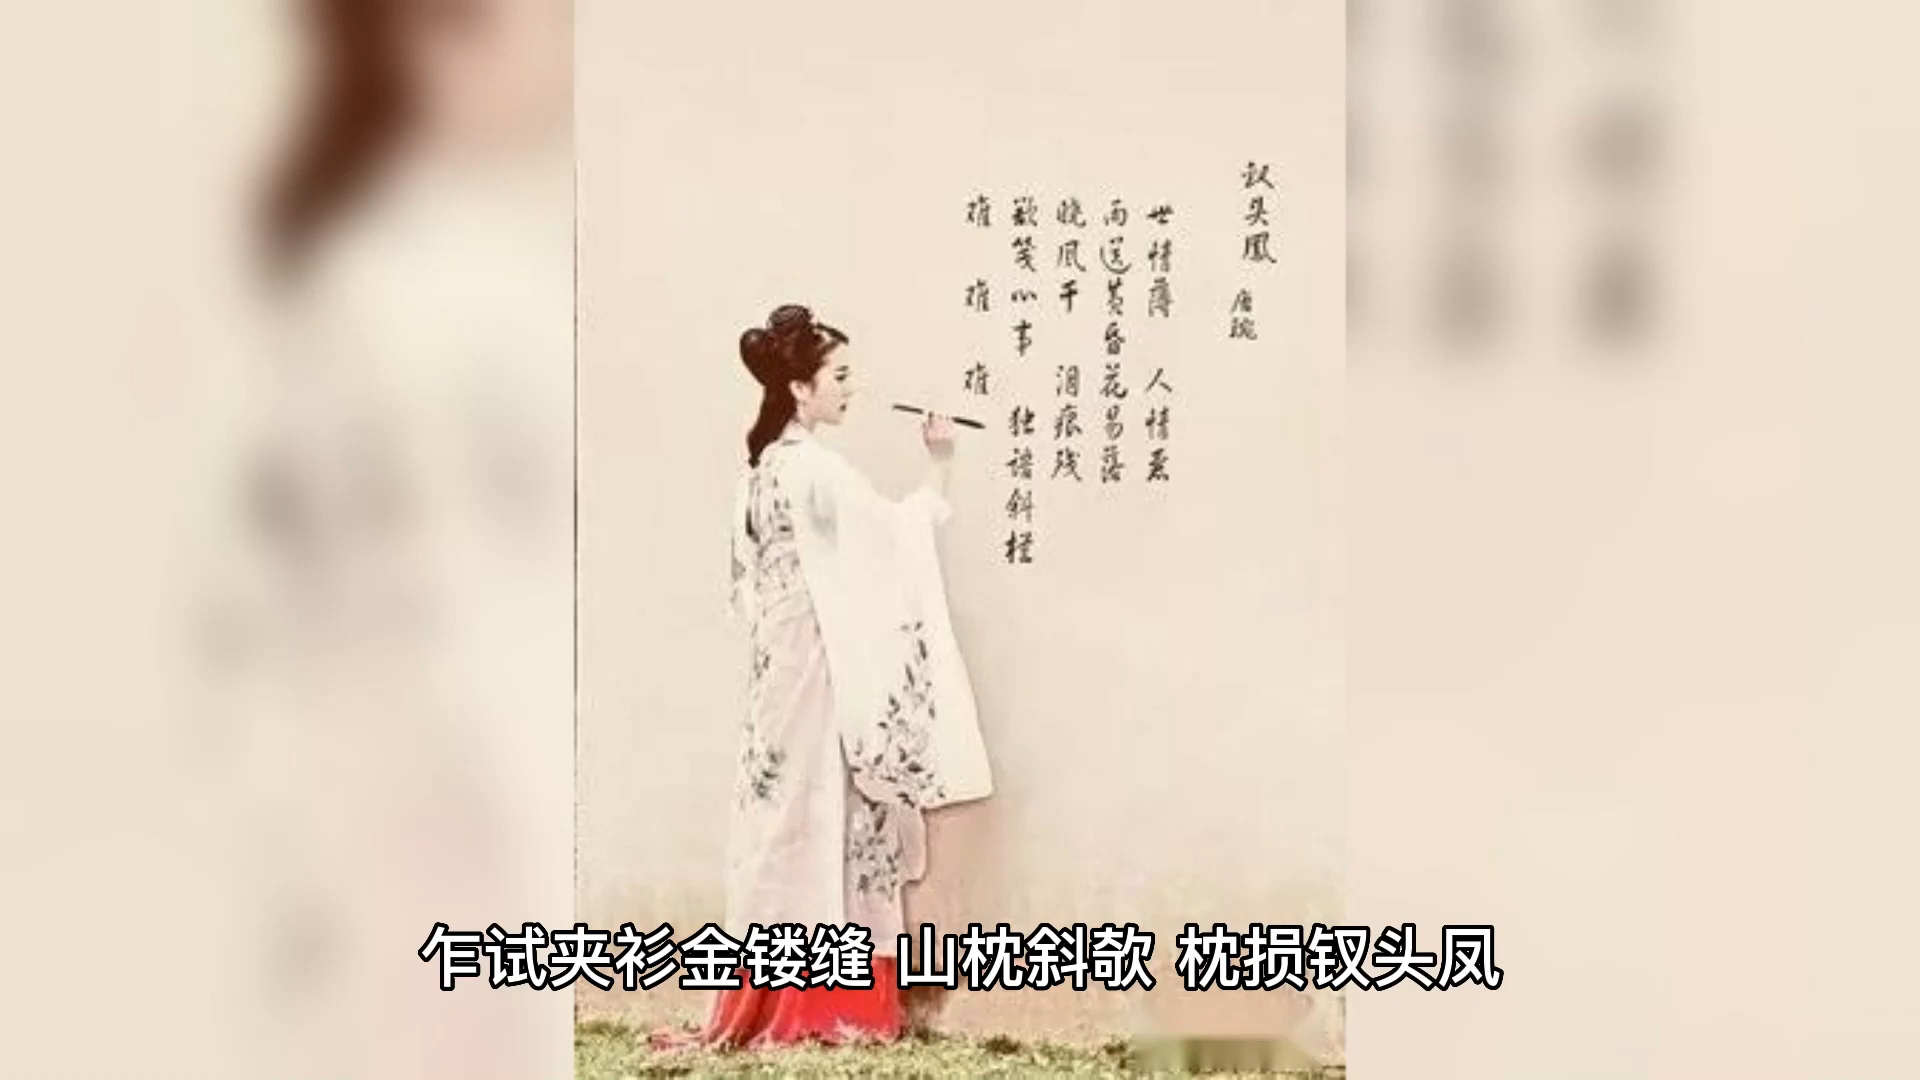 钗头凤
唐琬
世情薄 人情恶
雨送黄昏花易落
晓风干 泪痕残
欲笺心事 独语斜栏
难 难 难
乍试夹衫金镂缝 山枕斜欹 枕损钗头凤